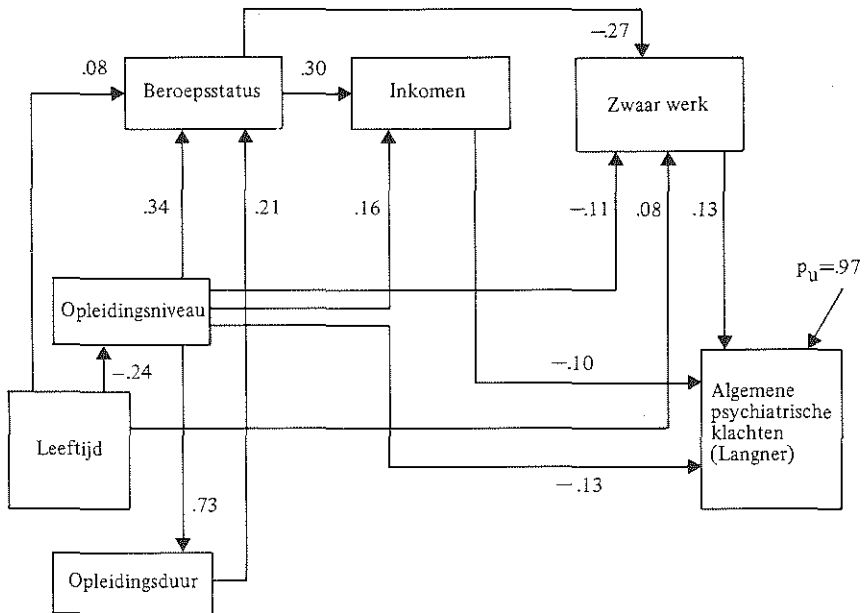 —.27
.08
Beroepsstatus
.30
Inkomen
Zwaar werk
.34
.21
.16
—.11
.08
.13
p_u=.97
Opleidingsniveau
—.24
—.10
Leeftijd
Algemene
psychiatrische
klachten
(Langner)
—.13
.73
Opleidingsduur